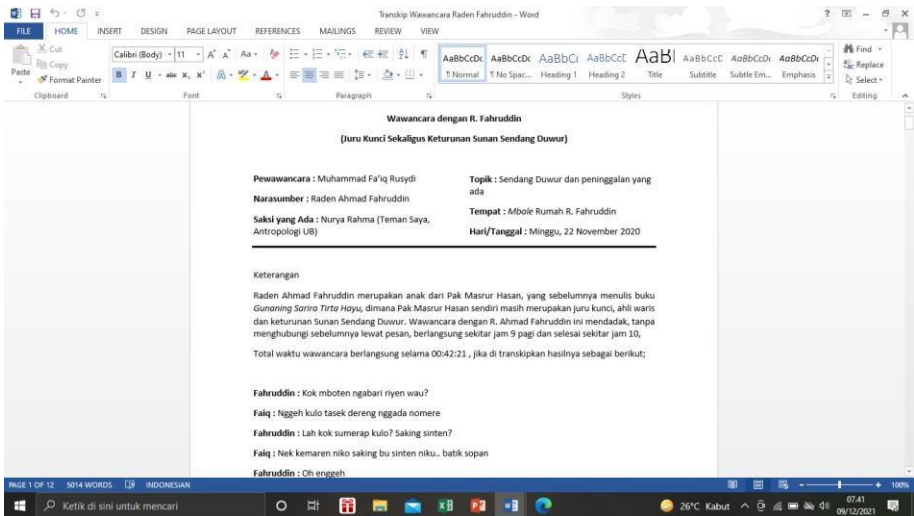 Transkip Wawancara Raden Fahruddin - Word
FILE HOME INSERT DESIGN PAGE LAYOUT REFERENCES MAILINGS REVIEW VIEW
Cut
Copy
Format Painter
Paste
Calibri (Body) 11
AaBbCcDc AaBbCcDc AaBbCc AaBbCcC AaBl AaBbCcC AaBbCcDc AaBbCcDc
¶ Normal ¶ No Spac... Heading 1 Heading 2 Title Subtitle Subtle Em... Emphasis
Find
Replace
Select
Clipboard Font Paragraph Styles Editing
Wawancara dengan R. Fahruddin
(Juru Kunci Sekaligus Keturunan Sunan Sendang Duwur)
Pewawancara : Muhammad Fa'iq Rusydi
Narasumber : Raden Ahmad Fahruddin
Saksi yang Ada : Nurya Rahma (Teman Saya,
Antropologi UB)
Topik : Sendang Duwur dan peninggalan yang
ada
Tempat : Mbale Rumah R. Fahruddin
Hari/Tanggal : Minggu, 22 November 2020
Keterangan
Raden Ahmad Fahruddin merupakan anak dari Pak Masrur Hasan, yang sebelumnya menulis buku
Gunaning Sarira Tirta Hayu, dimana Pak Masrur Hasan sendiri masih merupakan juru kunci, ahli waris
dan keturunan Sunan Sendang Duwur. Wawancara dengan R. Ahmad Fahruddin ini mendadak, tanpa
menghubungi sebelumnya lewat pesan, berlangsung sekitar jam 9 pagi dan selesai sekitar jam 10,
Total waktu wawancara berlangsung selama 00:42:21 , jika di transkipkan hasilnya sebagai berikut;
Fahruddin : Kok mboten ngabari riyen wau?
Faiq : Nggeh kulo tasek dereng nggada nomere
Fahruddin : Lah kok sumerap kulo? Saking sinten?
Faiq : Nek kemaren niko saking bu sinten niku.. batik sopan
Fahruddin : Oh enggeh
PAGE 1 OF 12 5014 WORDS INDONESIAN 100%
Ketik di sini untuk mencari
26°C Kabut
07.41
09/12/2021